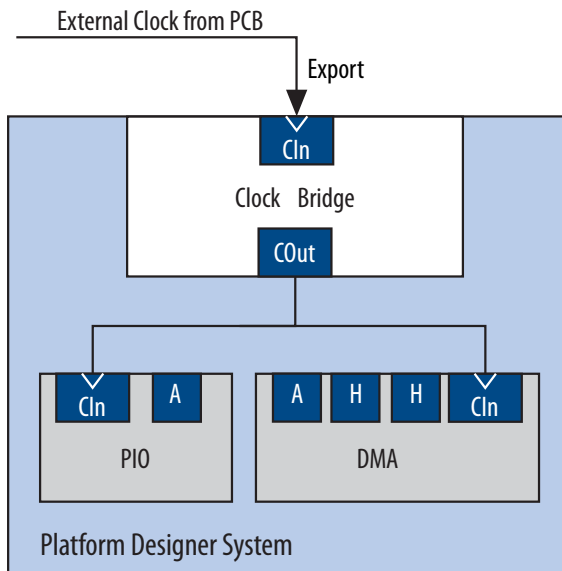 External Clock from PCB
Export
CIn
Clock Bridge
COut
CIn
A
A
H
H
CIn
PIO
DMA
Platform Designer System